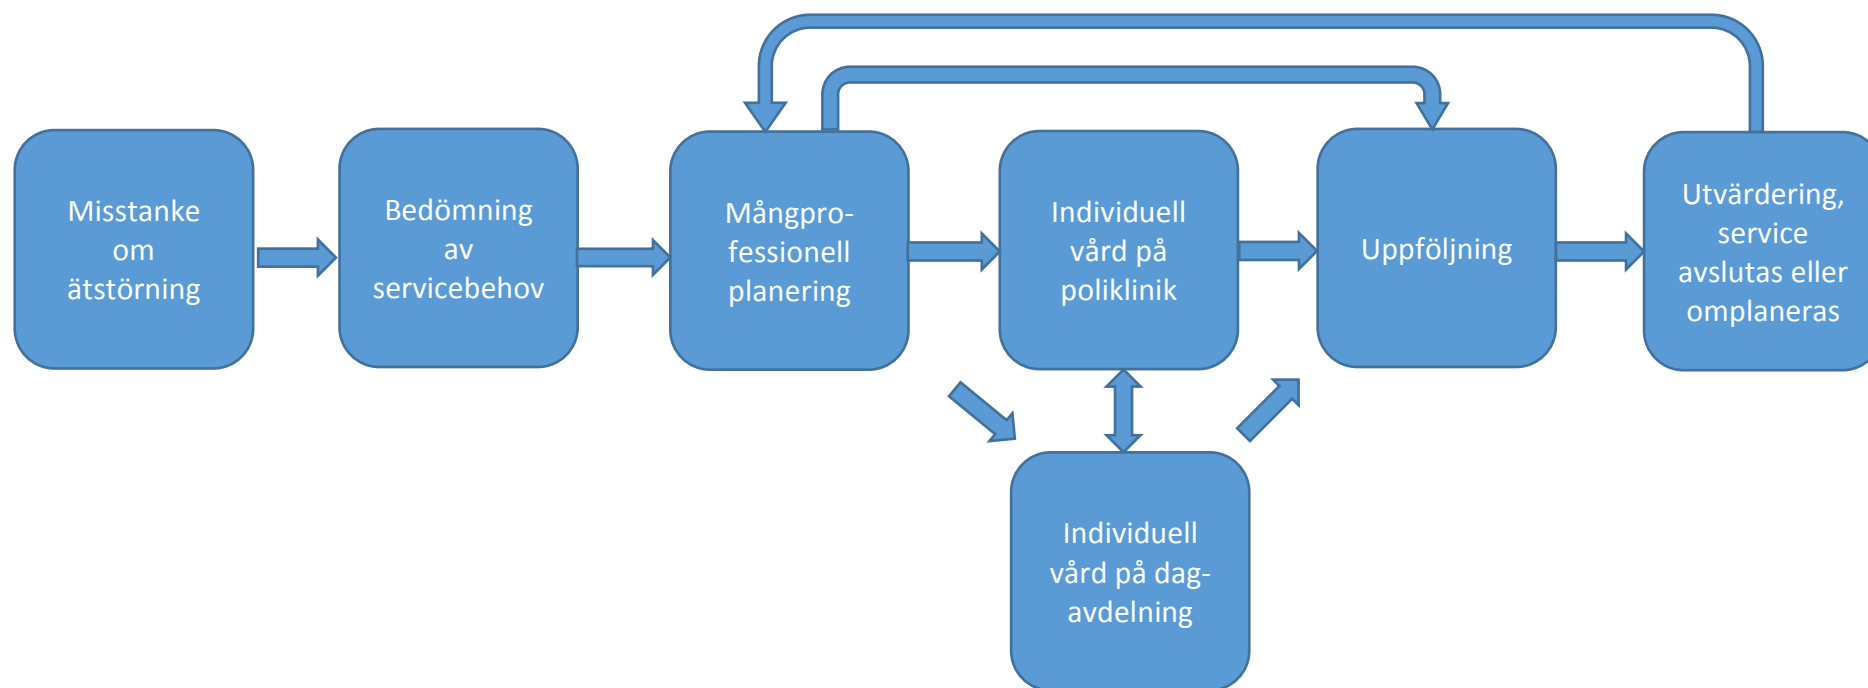 Misstanke
om
ätstörning
Bedömning
av
servicebehov
Mångpro-
fessionell
planering
Individuell
vård på
poliklinik
Uppföljning
Utvärdering,
service
avslutas eller
omplaneras
Individuell
vård på dag-
avdelning